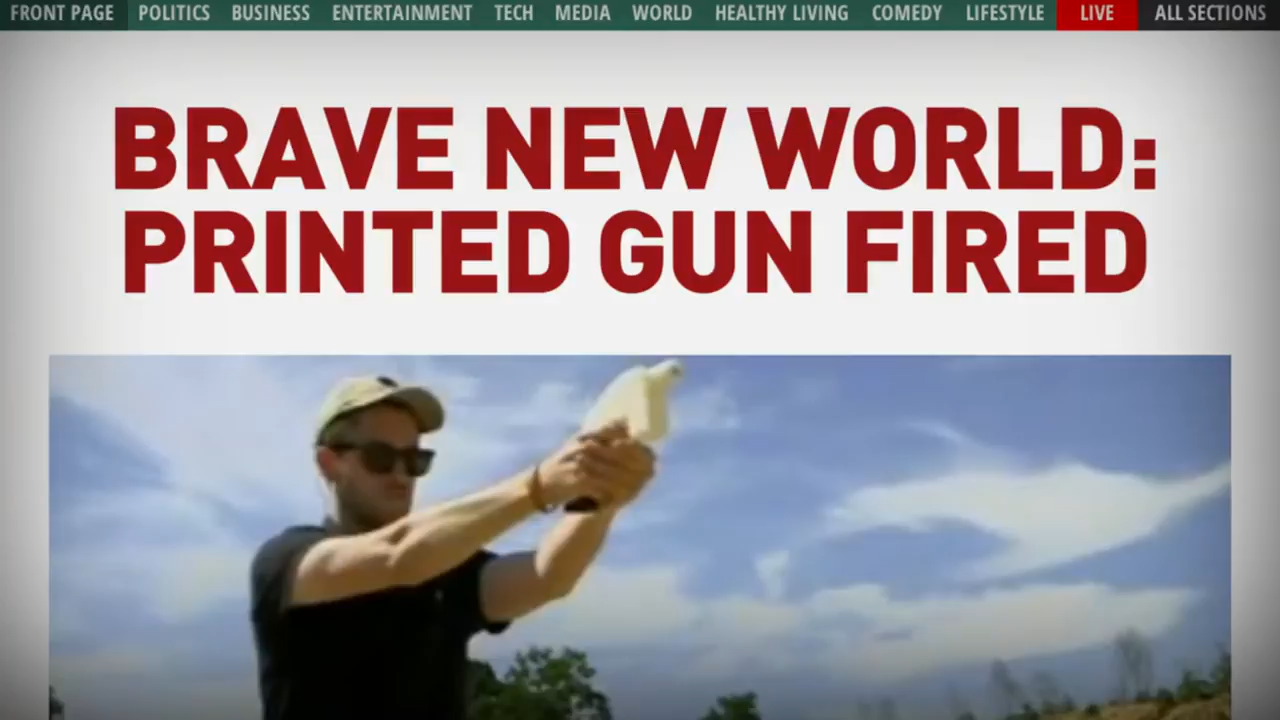 FRONT PAGE POLITICS BUSINESS ENTERTAINMENT TECH MEDIA WORLD HEALTHY LIVING COMEDY LIFESTYLE LIVE ALL SECTIONS
BRAVE NEW WORLD:
PRINTED GUN FIRED